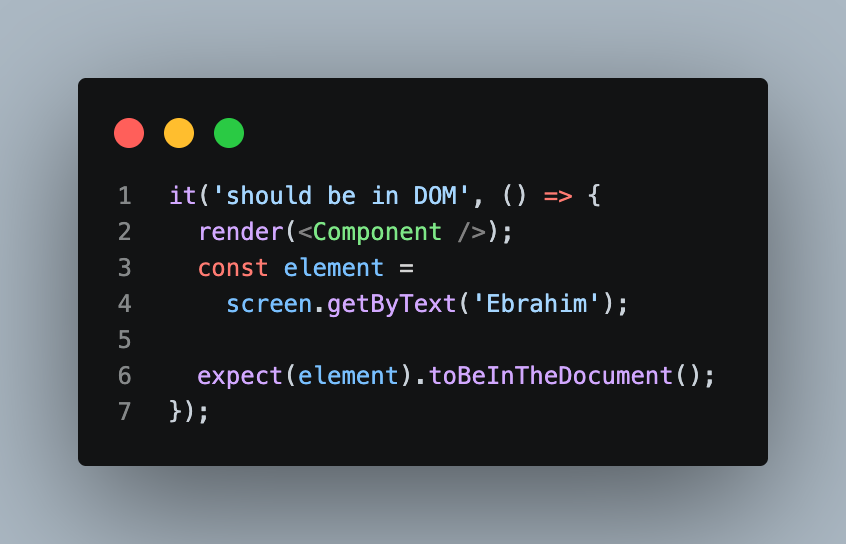 1 it('should be in DOM', () => {
2   render(<Component />);
3   const element =
4     screen.getByText('Ebrahim');
5
6   expect(element).toBeInTheDocument();
7 });